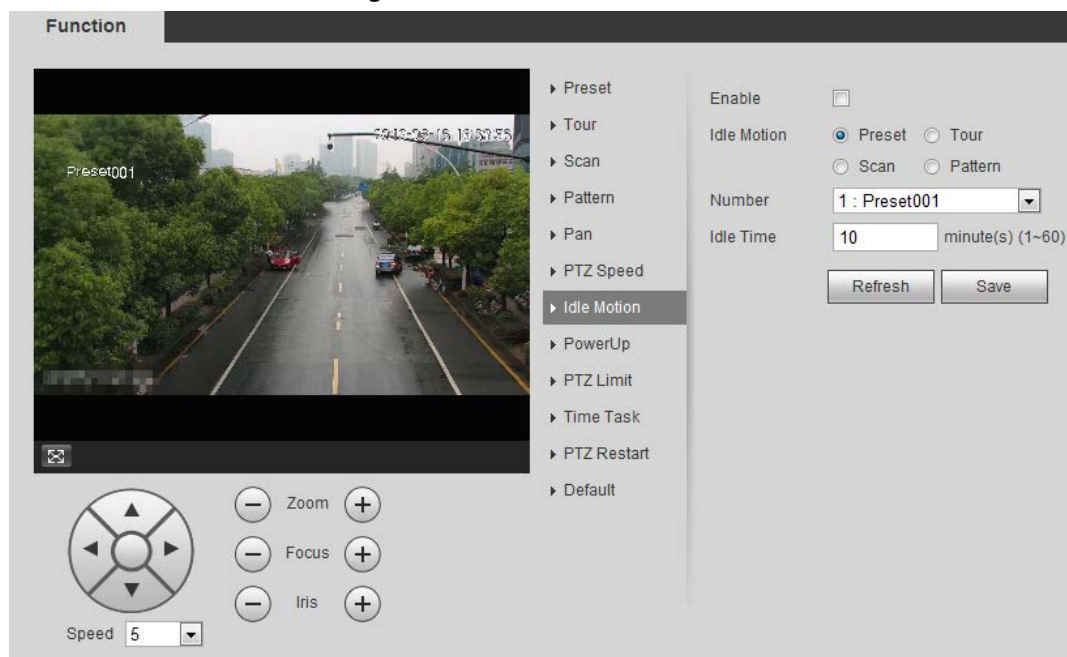 Function
Preset001
Preset
Tour
Scan
Pattern
Pan
PTZ Speed
Idle Motion
PowerUp
PTZ Limit
Time Task
PTZ Restart
Default
Enable
Idle Motion Preset Tour
Scan Pattern
Number 1 : Preset001
Idle Time 10 minute(s) (1~60)
Refresh Save
Zoom
Focus
Iris
Speed 5